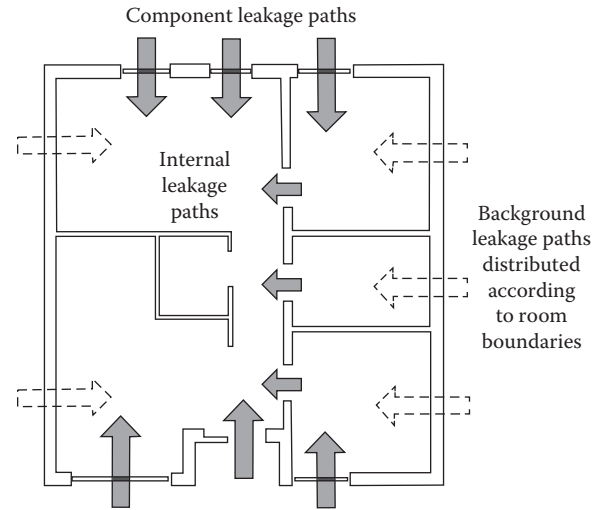 Component leakage paths
Internal
leakage
paths
Background
leakage paths
distributed
according
to room
boundaries